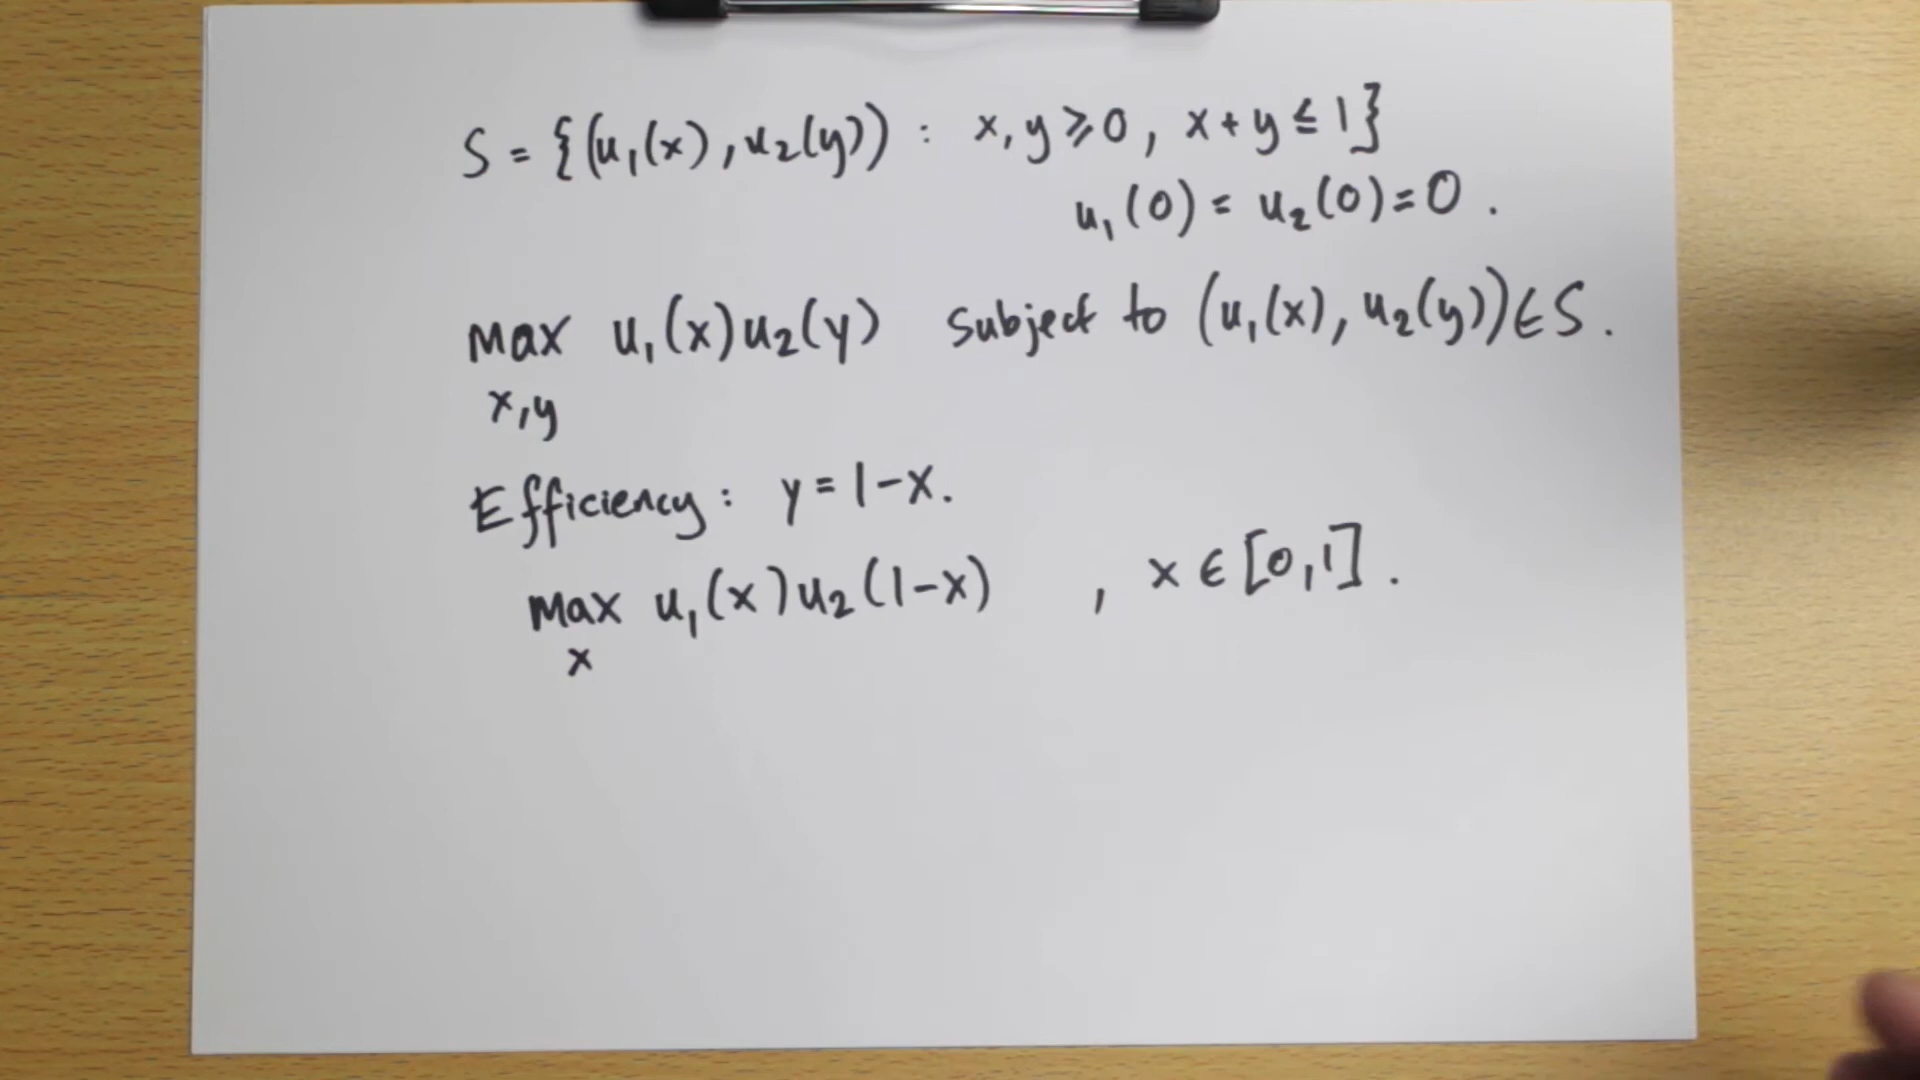 S = {(u₁(x), u₂(y)) : x, y ⩾ 0, x + y ≤ 1}
u₁(0) = u₂(0) = 0.
max u₁(x)u₂(y) subject to (u₁(x), u₂(y)) ∈ S.
x,y
Efficiency: y = 1-x.
max u₁(x)u₂(1-x) , x ∈ [0,1].
x